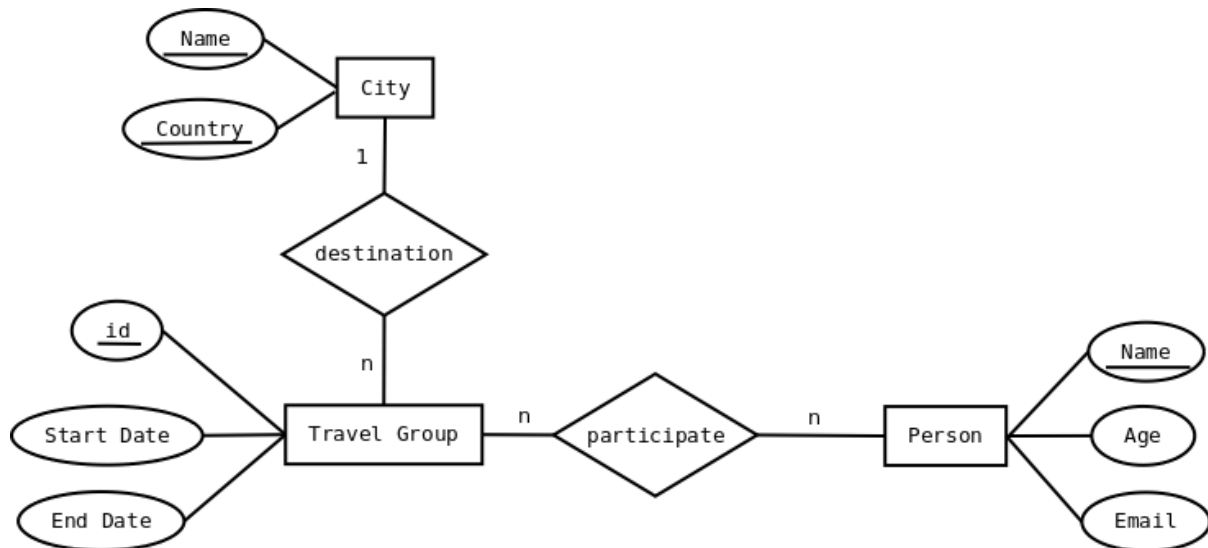 Name
City
Country
1
destination
id
n
Name
n
n
Start Date
Travel Group
participate
Person
Age
End Date
Email